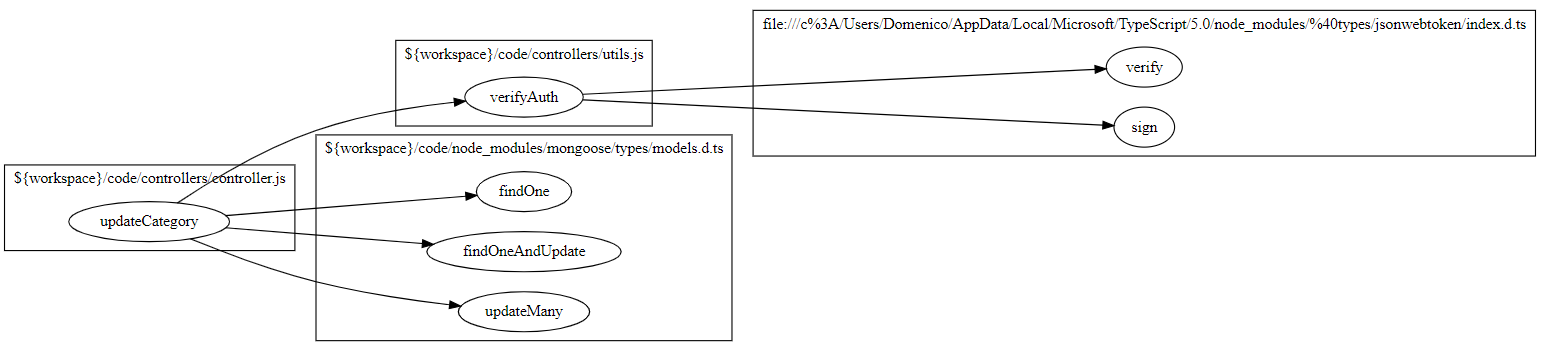 file:///c%3A/Users/Domenico/AppData/Local/Microsoft/TypeScript/5.0/node_modules/%40types/jsonwebtoken/index.d.ts
verify
sign
${workspace}/code/controllers/utils.js
verifyAuth
${workspace}/code/node_modules/mongoose/types/models.d.ts
findOne
findOneAndUpdate
updateMany
${workspace}/code/controllers/controller.js
updateCategory